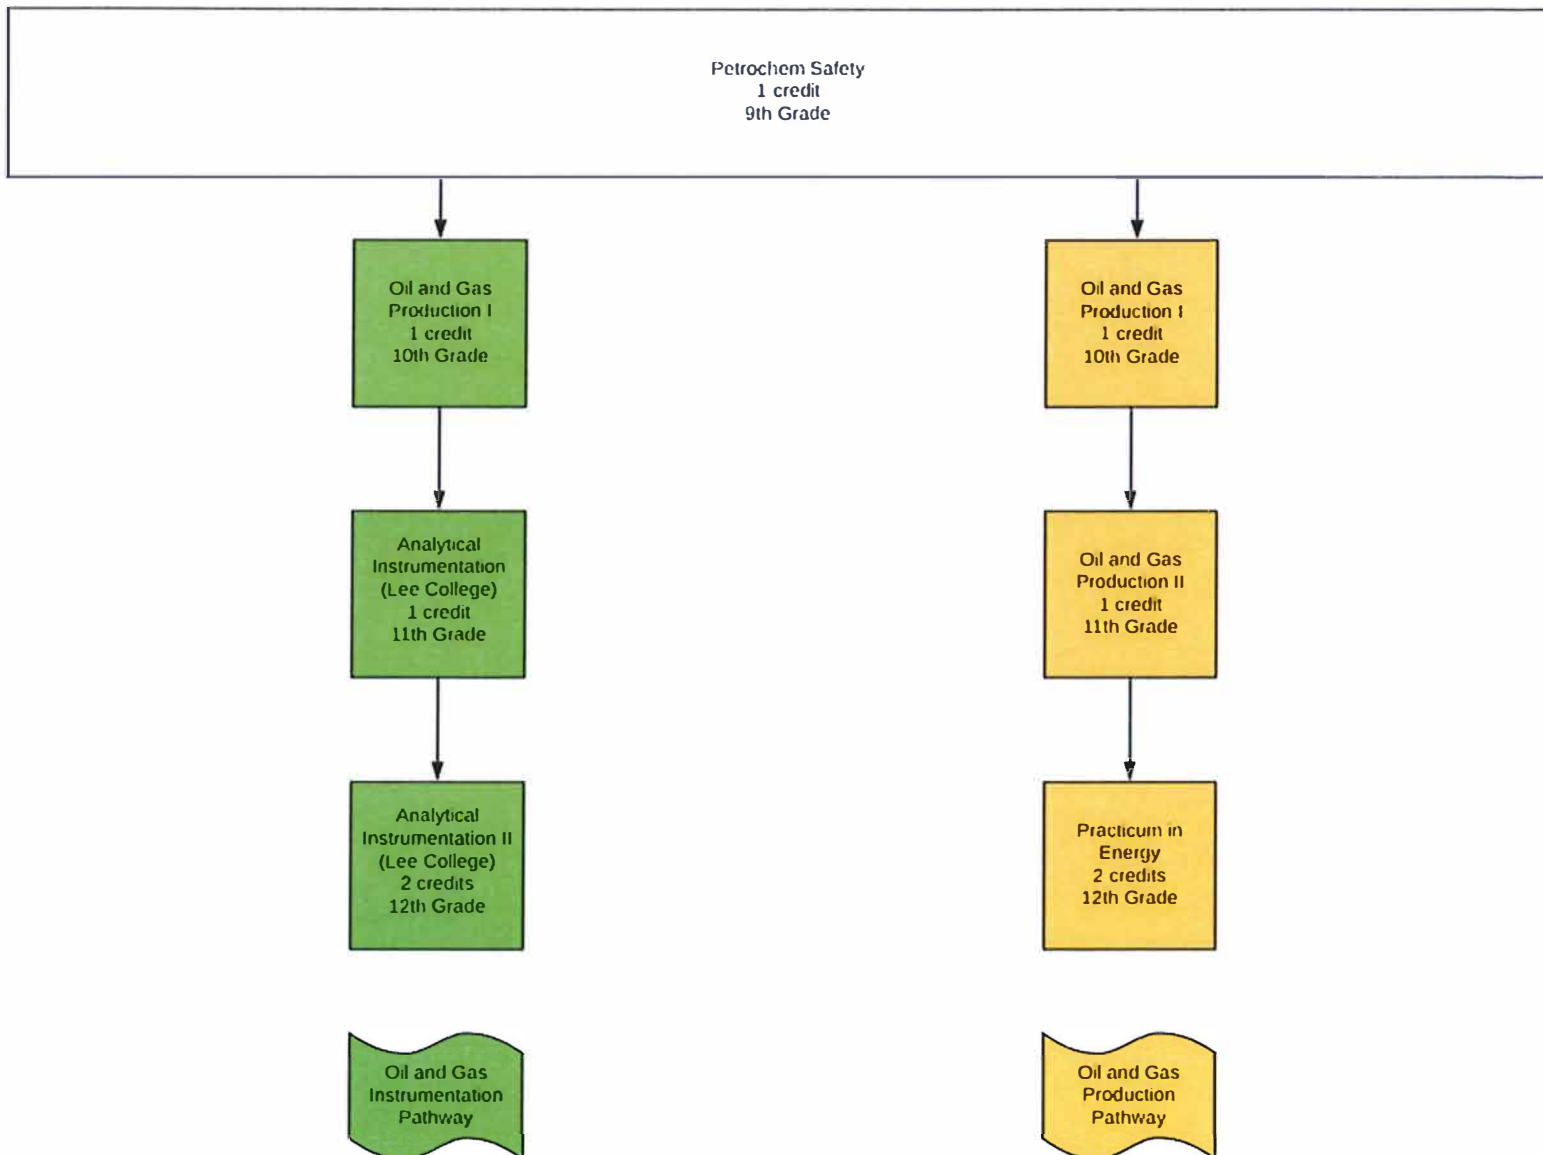 Petrochem Safety
1 credit
9th Grade
Oil and Gas
Production I
1 credit
10th Grade
Oil and Gas
Production I
1 credit
10th Grade
Analytical
Instrumentation
(Lee College)
1 credit
11th Grade
Oil and Gas
Production II
1 credit
11th Grade
Analytical
Instrumentation II
(Lee College)
2 credits
12th Grade
Practicum in
Energy
2 credits
12th Grade
Oil and Gas
Instrumentation
Pathway
Oil and Gas
Production
Pathway